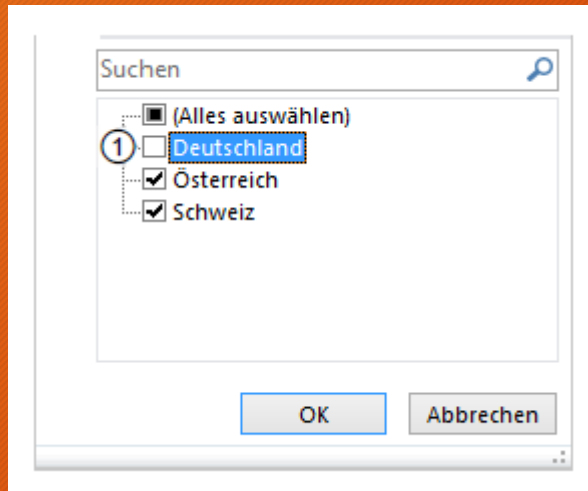 Suchen
(Alles auswählen)
1 Deutschland
Österreich
Schweiz
OK Abbrechen